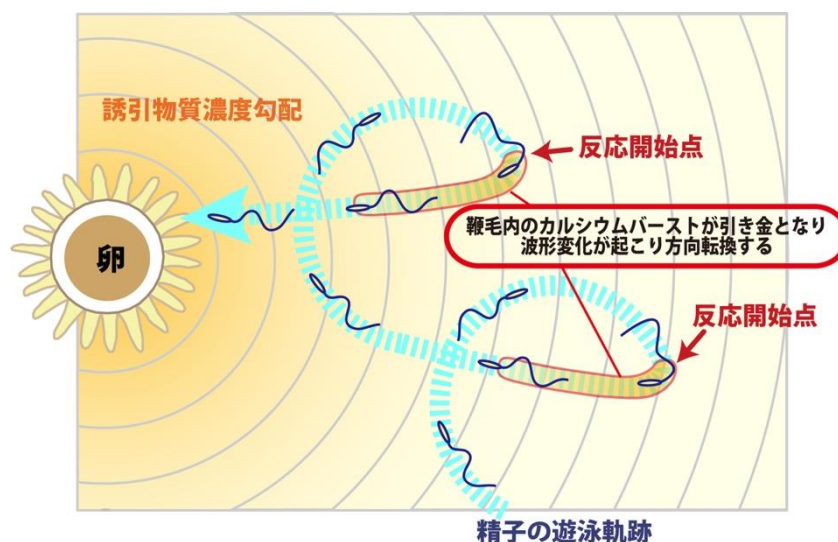 誘引物質濃度勾配
反応開始点
卵
鞭毛内のカルシウムバーストが引き金となり
波形変化が起こり方向転換する
反応開始点
精子の遊泳軌跡